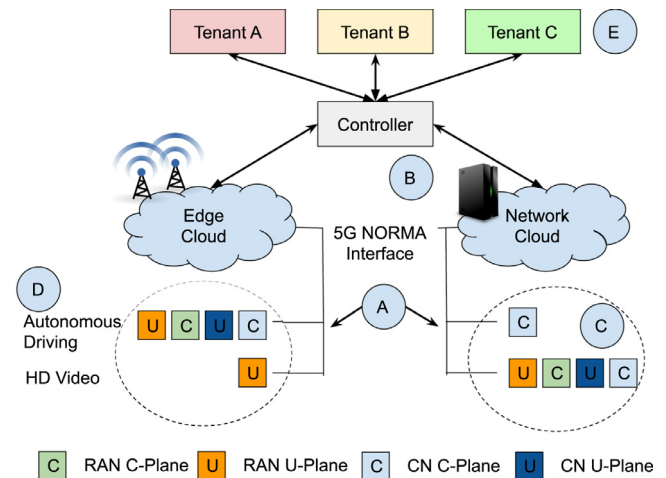 Tenant A
Tenant B
Tenant C
E
Controller
B
Edge
Cloud
5G NORMA
Interface
Network
Cloud
D
A
Autonomous
Driving
U C U C
C
C
HD Video
U
U C U C
C RAN C-Plane
U RAN U-Plane
C CN C-Plane
U CN U-Plane